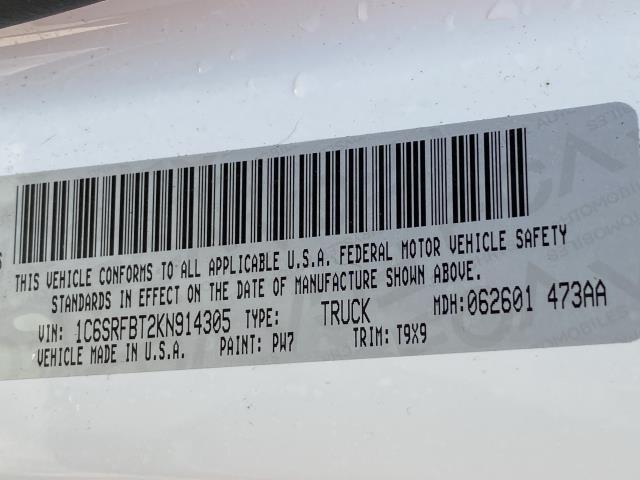 THIS VEHICLE CONFORMS TO ALL APPLICABLE U.S.A. FEDERAL MOTOR VEHICLE SAFETY
STANDARDS IN EFFECT ON THE DATE OF MANUFACTURE SHOWN ABOVE.
VIN: 1C6SRFBT2KN914305 TYPE: TRUCK MDH:062601 473AA
VEHICLE MADE IN U.S.A. PAINT: PW7 TRIM: T9X9